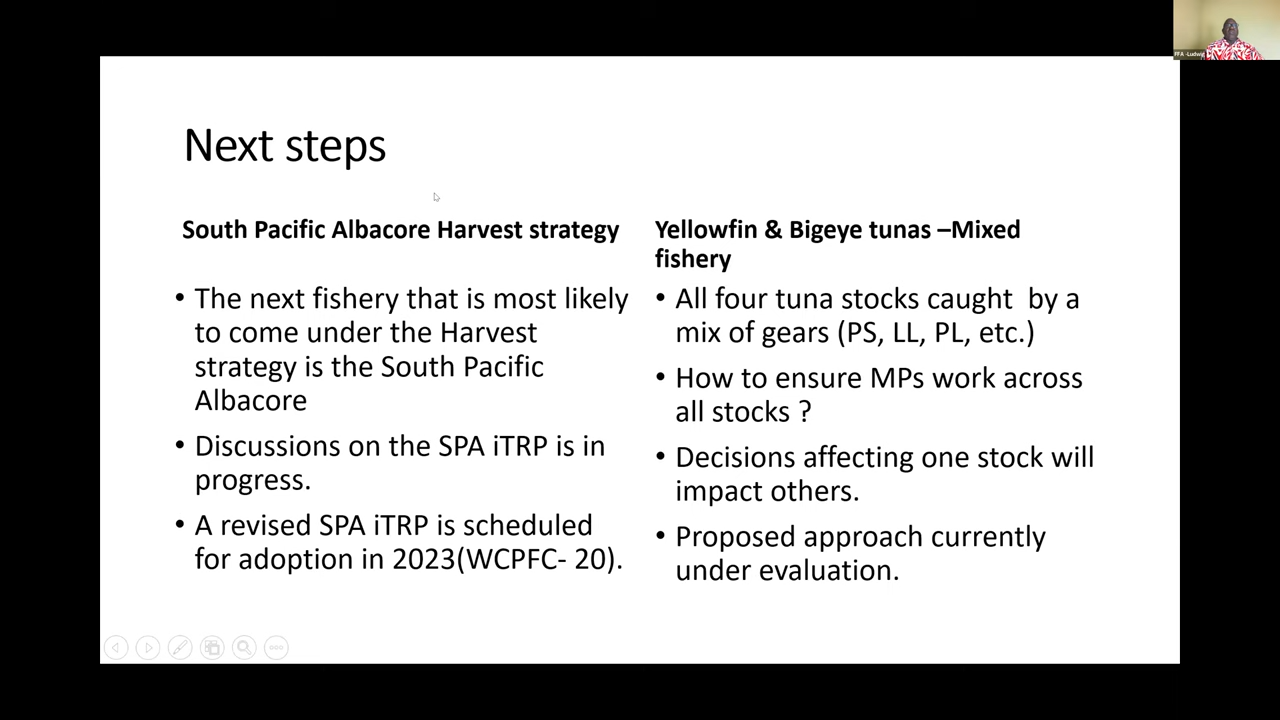 FFA -Ludwig
Next steps
South Pacific Albacore Harvest strategy
• The next fishery that is most likely
to come under the Harvest
strategy is the South Pacific
Albacore
• Discussions on the SPA iTRP is in
progress.
• A revised SPA iTRP is scheduled
for adoption in 2023(WCPFC- 20).
Yellowfin & Bigeye tunas –Mixed
fishery
• All four tuna stocks caught  by a
mix of gears (PS, LL, PL, etc.)
• How to ensure MPs work across
all stocks ?
• Decisions affecting one stock will
impact others.
• Proposed approach currently
under evaluation.